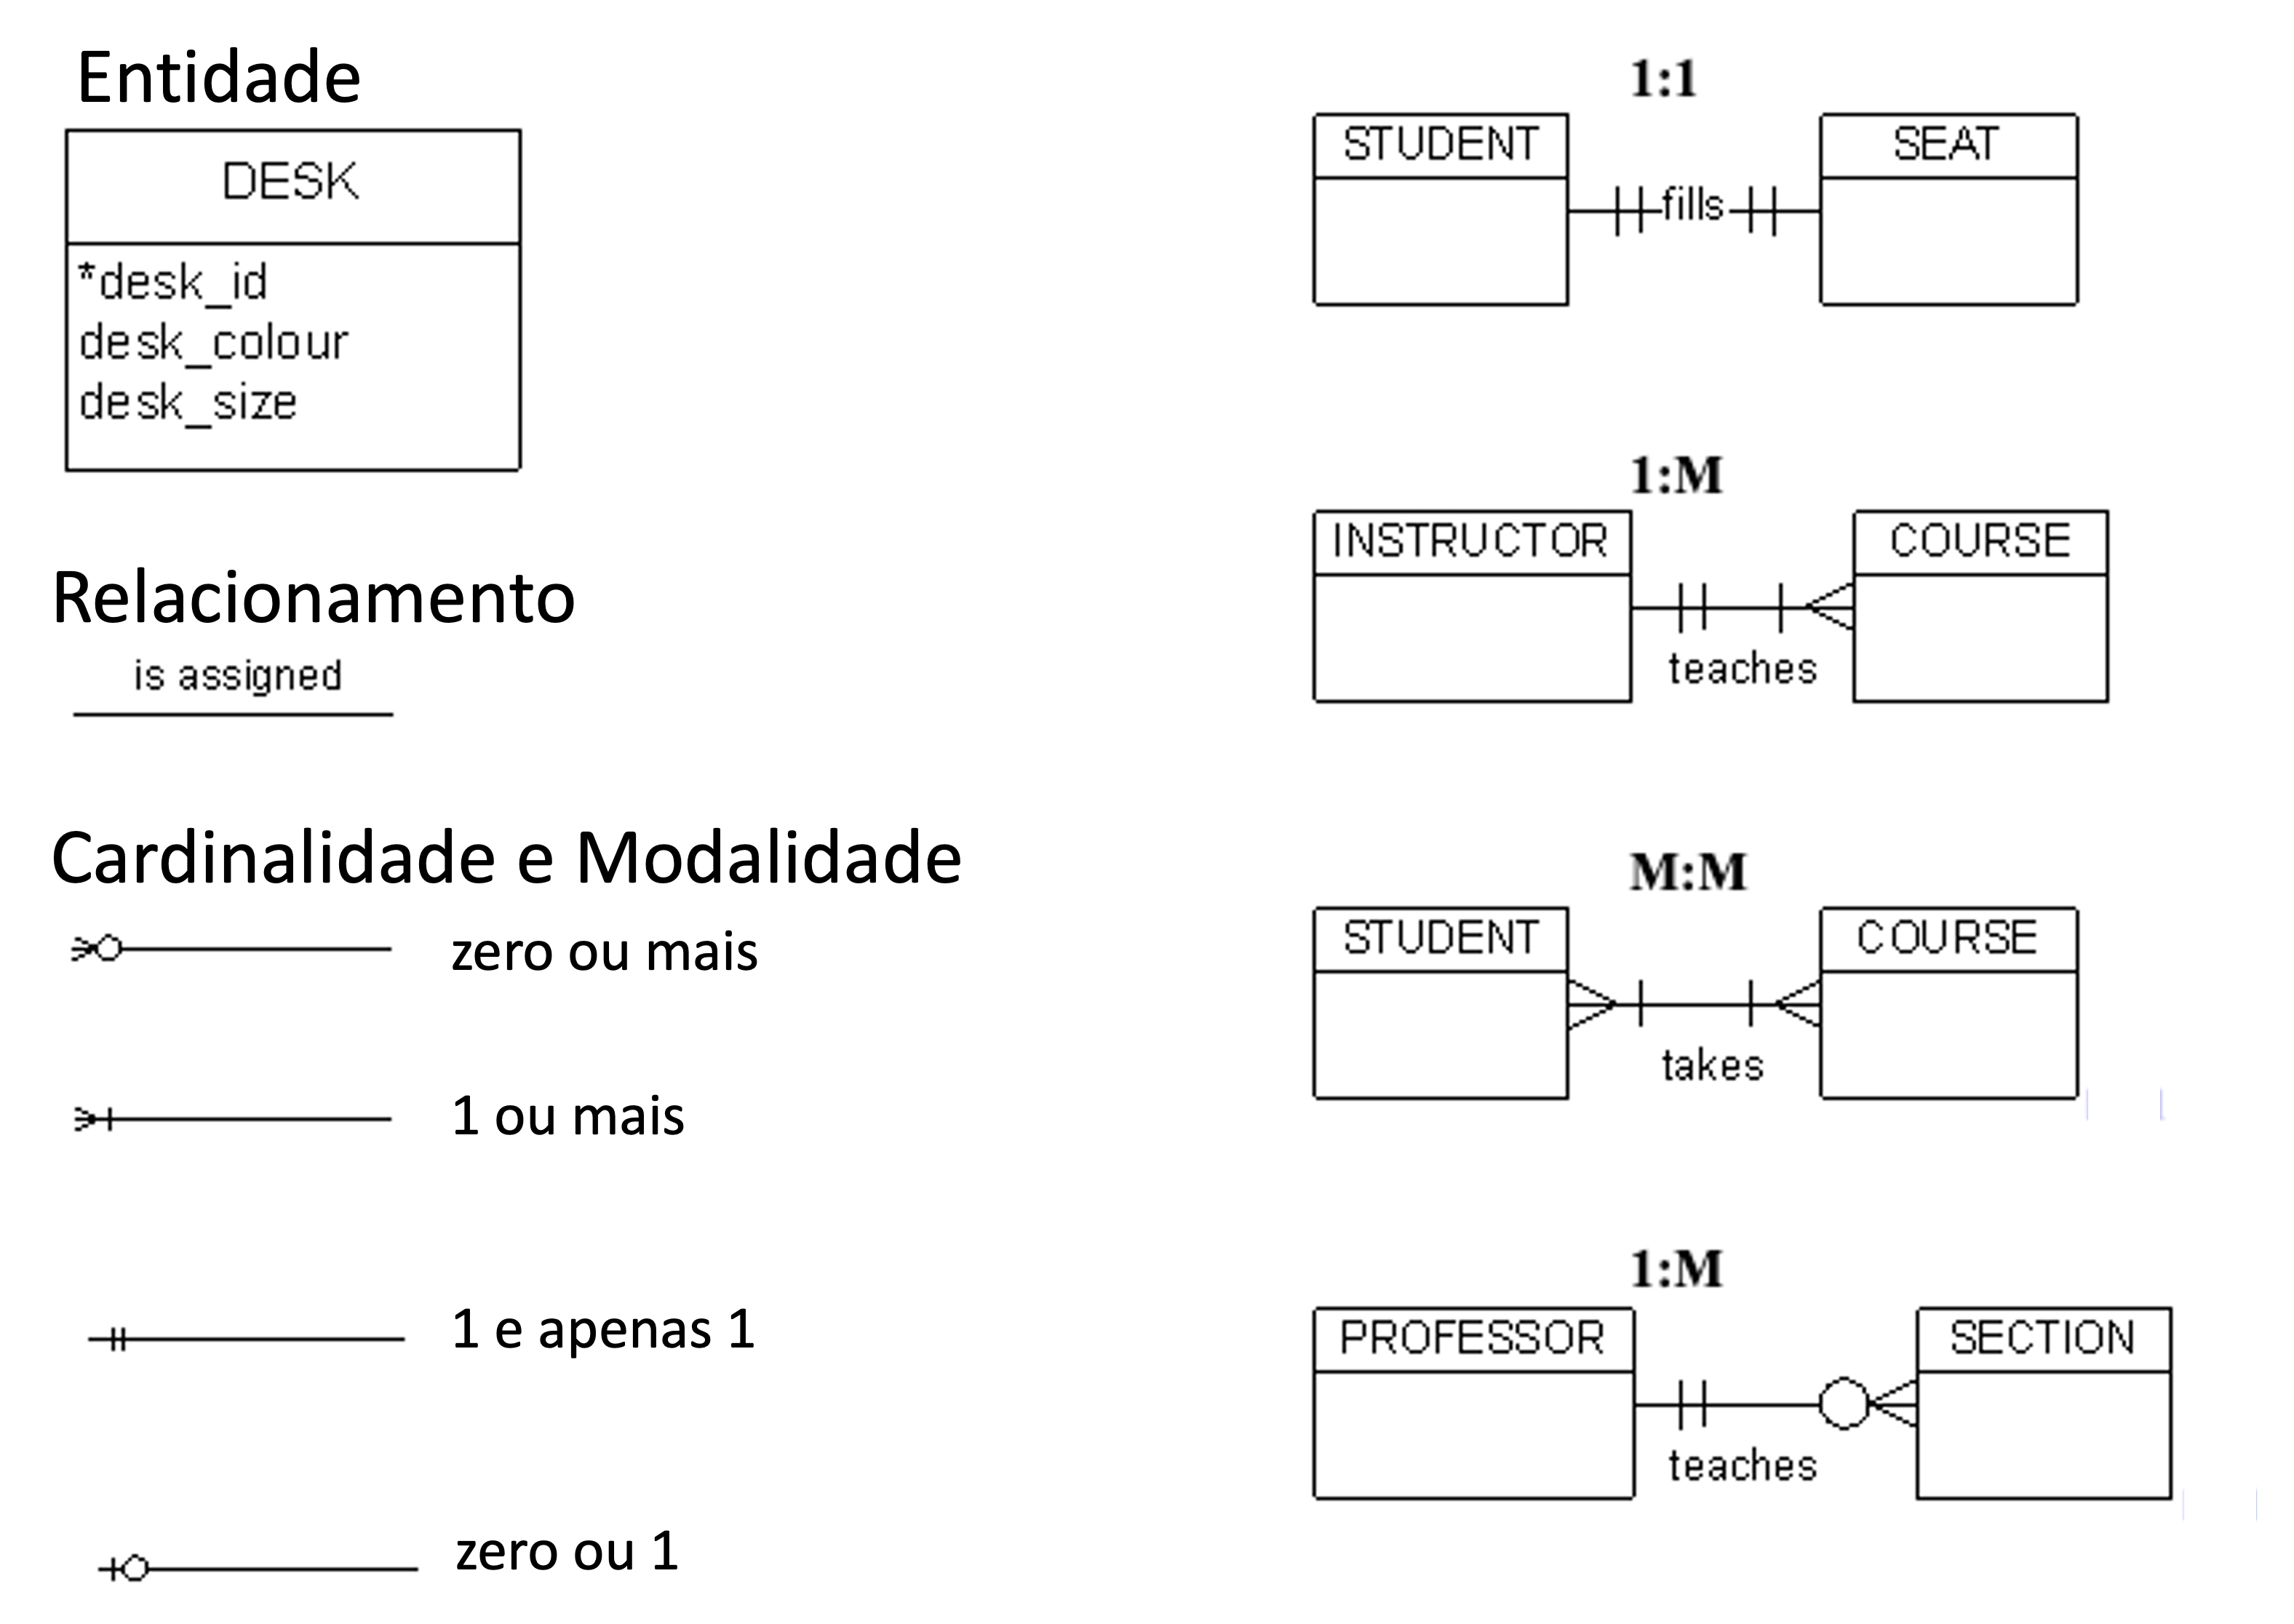 Entidade
DESK
*desk_id
desk_colour
desk_size
Relacionamento
is assigned
Cardinalidade e Modalidade
zero ou mais
1 ou mais
1 e apenas 1
zero ou 1
1:1
STUDENT
SEAT
fills
1:M
INSTRUCTOR
COURSE
teaches
M:M
STUDENT
COURSE
takes
1:M
PROFESSOR
SECTION
teaches